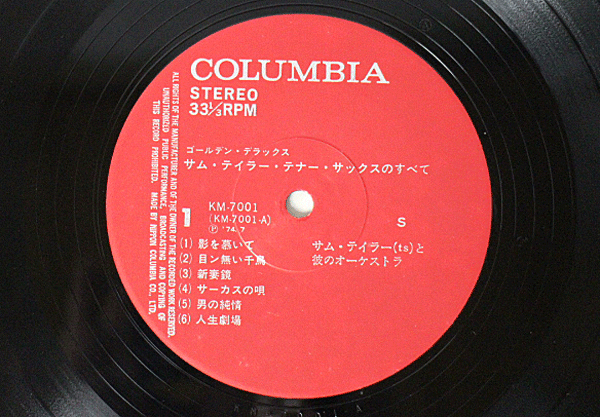 COLUMBIA
STEREO
33⅓RPM
ゴールデン・デラックス
サム・テイラー・テナー・サックスのすべて
1
KM-7001
(KM-7001-A)
Ⓟ '74.7
S
(1) 影を慕いて
(2) 目ン無い千鳥
(3) 新妻鏡
(4) サーカスの唄
(5) 男の純情
(6) 人生劇場
サム・テイラー(ts)と
彼のオーケストラ
ALL RIGHTS OF THE MANUFACTURER AND OF THE OWNER OF THE RECORDED WORK RESERVED.
UNAUTHORIZED PUBLIC PERFORMANCE, BROADCASTING AND COPYING OF
THIS RECORD PROHIBITED. MADE BY NIPPON COLUMBIA CO., LTD.